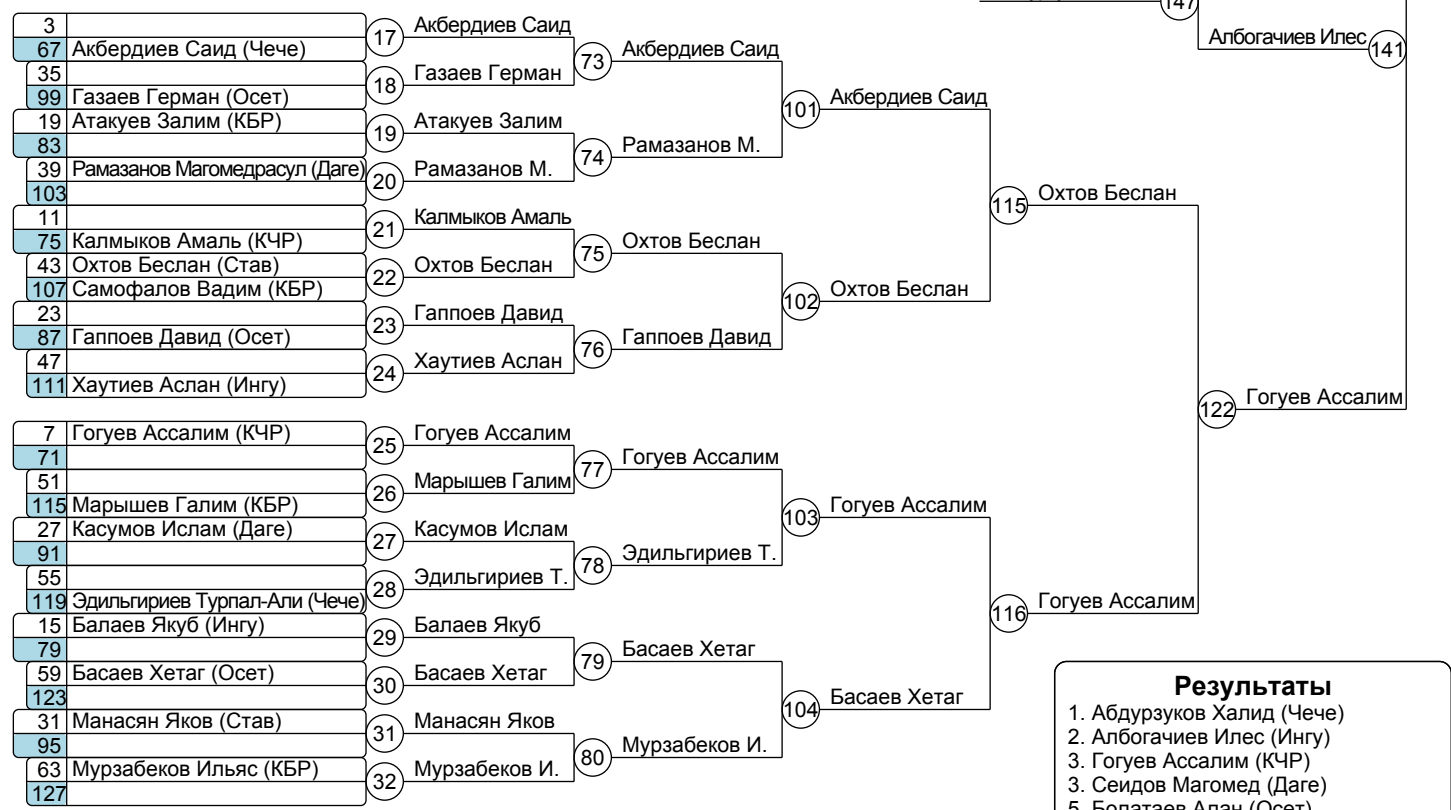 147
3
67 Акбердиев Саид (Чече)
17
Акбердиев Саид
35
99 Газаев Герман (Осет)
18
Газаев Герман
73
Акбердиев Саид
19 Атакуев Залим (КБР)
83
19
Атакуев Залим
39 Рамазанов Магомедрасул (Даге)
103
20
Рамазанов М.
74
Рамазанов М.
101
Акбердиев Саид
11
75 Калмыков Амаль (КЧР)
21
Калмыков Амаль
43 Охтов Беслан (Став)
107 Самофалов Вадим (КБР)
22
Охтов Беслан
75
Охтов Беслан
23
87 Гаппоев Давид (Осет)
23
Гаппоев Давид
47
111 Хаутиев Аслан (Ингу)
24
Хаутиев Аслан
76
Гаппоев Давид
102
Охтов Беслан
115
Охтов Беслан
7 Гогуев Ассалим (КЧР)
71
25
Гогуев Ассалим
51
115 Марышев Галим (КБР)
26
Марышев Галим
77
Гогуев Ассалим
27 Касумов Ислам (Даге)
91
27
Касумов Ислам
55
119 Эдильгириев Турпал-Али (Чече)
28
Эдильгириев Т.
78
Эдильгириев Т.
103
Гогуев Ассалим
15 Балаев Якуб (Ингу)
79
29
Балаев Якуб
59 Басаев Хетаг (Осет)
123
30
Басаев Хетаг
79
Басаев Хетаг
31 Манасян Яков (Став)
95
31
Манасян Яков
63 Мурзабеков Ильяс (КБР)
127
32
Мурзабеков И.
80
Мурзабеков И.
104
Басаев Хетаг
116
Гогуев Ассалим
122
Гогуев Ассалим
Албогачиев Илес
141
Результаты
1. Абдурзуков Халид (Чече)
2. Албогачиев Илес (Ингу)
3. Гогуев Ассалим (КЧР)
3. Сеидов Магомед (Даге)
5. Болатаев Алан (Осет)